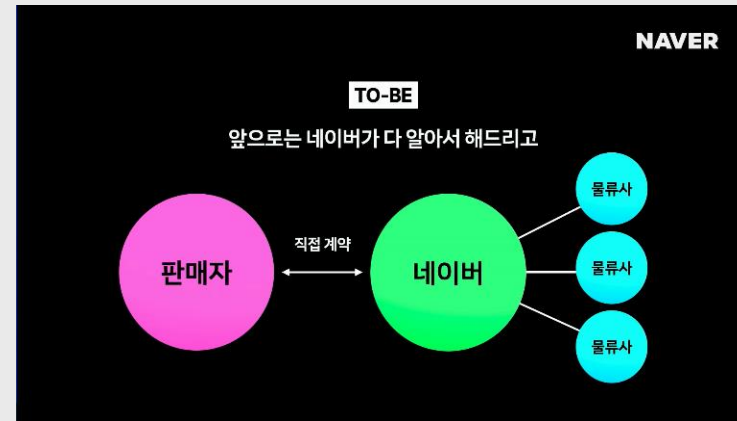 NAVER
TO-BE
앞으로는 네이버가 다 알아서 해드리고
판매자
직접 계약
네이버
물류사
물류사
물류사